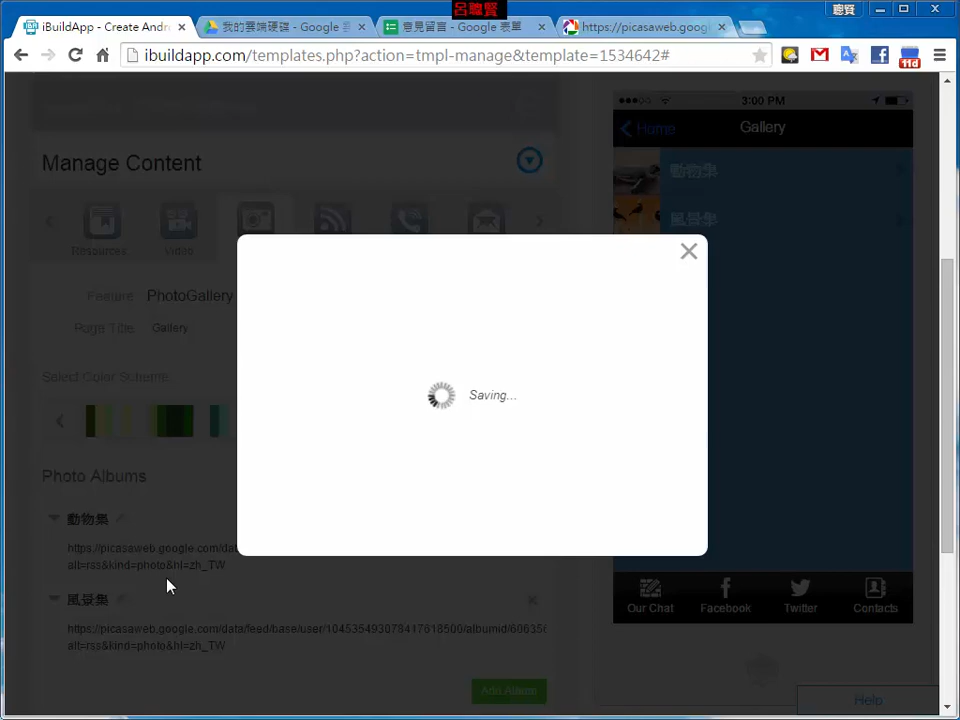 呂聰賢
iBuildApp - Create Andro
我的雲端硬碟 - Google 雲
意見留言 - Google 表單
https://picasaweb.goog
聰賢
ibuildapp.com/templates.php?action=tmpl-manage&template=1534642#
11d
3:00 PM
Home
Gallery
Manage Content
動物集
風景集
Resources
Video
Feature:
PhotoGallery
Page Title:
Gallery
Saving...
Select Color Scheme
Photo Albums
動物集
https://picasaweb.google.com/da
alt=rss&kind=photo&hl=zh_TW
風景集
https://picasaweb.google.com/data/feed/base/user/104535493078417618500/albumid/60635
alt=rss&kind=photo&hl=zh_TW
Our Chat
Facebook
Twitter
Contacts
Add Album
Help